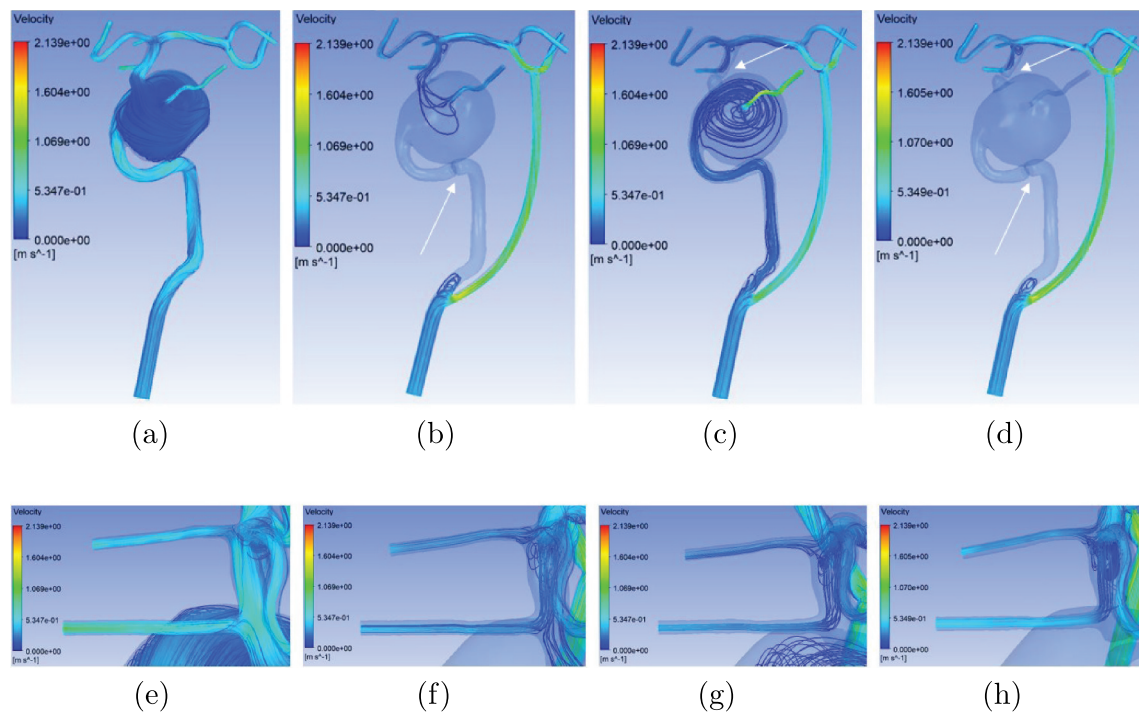 Velocity
2.139e+00
1.604e+00
1.069e+00
5.347e-01
0.000e+00
[m s^-1]
Velocity
2.139e+00
1.604e+00
1.069e+00
5.347e-01
0.000e+00
[m s^-1]
Velocity
2.139e+00
1.604e+00
1.069e+00
5.347e-01
0.000e+00
[m s^-1]
Velocity
2.139e+00
1.604e+00
1.070e+00
5.349e-01
0.000e+00
[m s^-1]
(a)
(b)
(c)
(d)
Velocity
2.139e+00
1.604e+00
1.069e+00
5.347e-01
0.000e+00
[m s^-1]
Velocity
2.139e+00
1.604e+00
1.069e+00
5.347e-01
0.000e+00
[m s^-1]
Velocity
2.139e+00
1.604e+00
1.069e+00
5.347e-01
0.000e+00
[m s^-1]
Velocity
2.139e+00
1.605e+00
1.070e+00
5.349e-01
0.000e+00
[m s^-1]
(e)
(f)
(g)
(h)